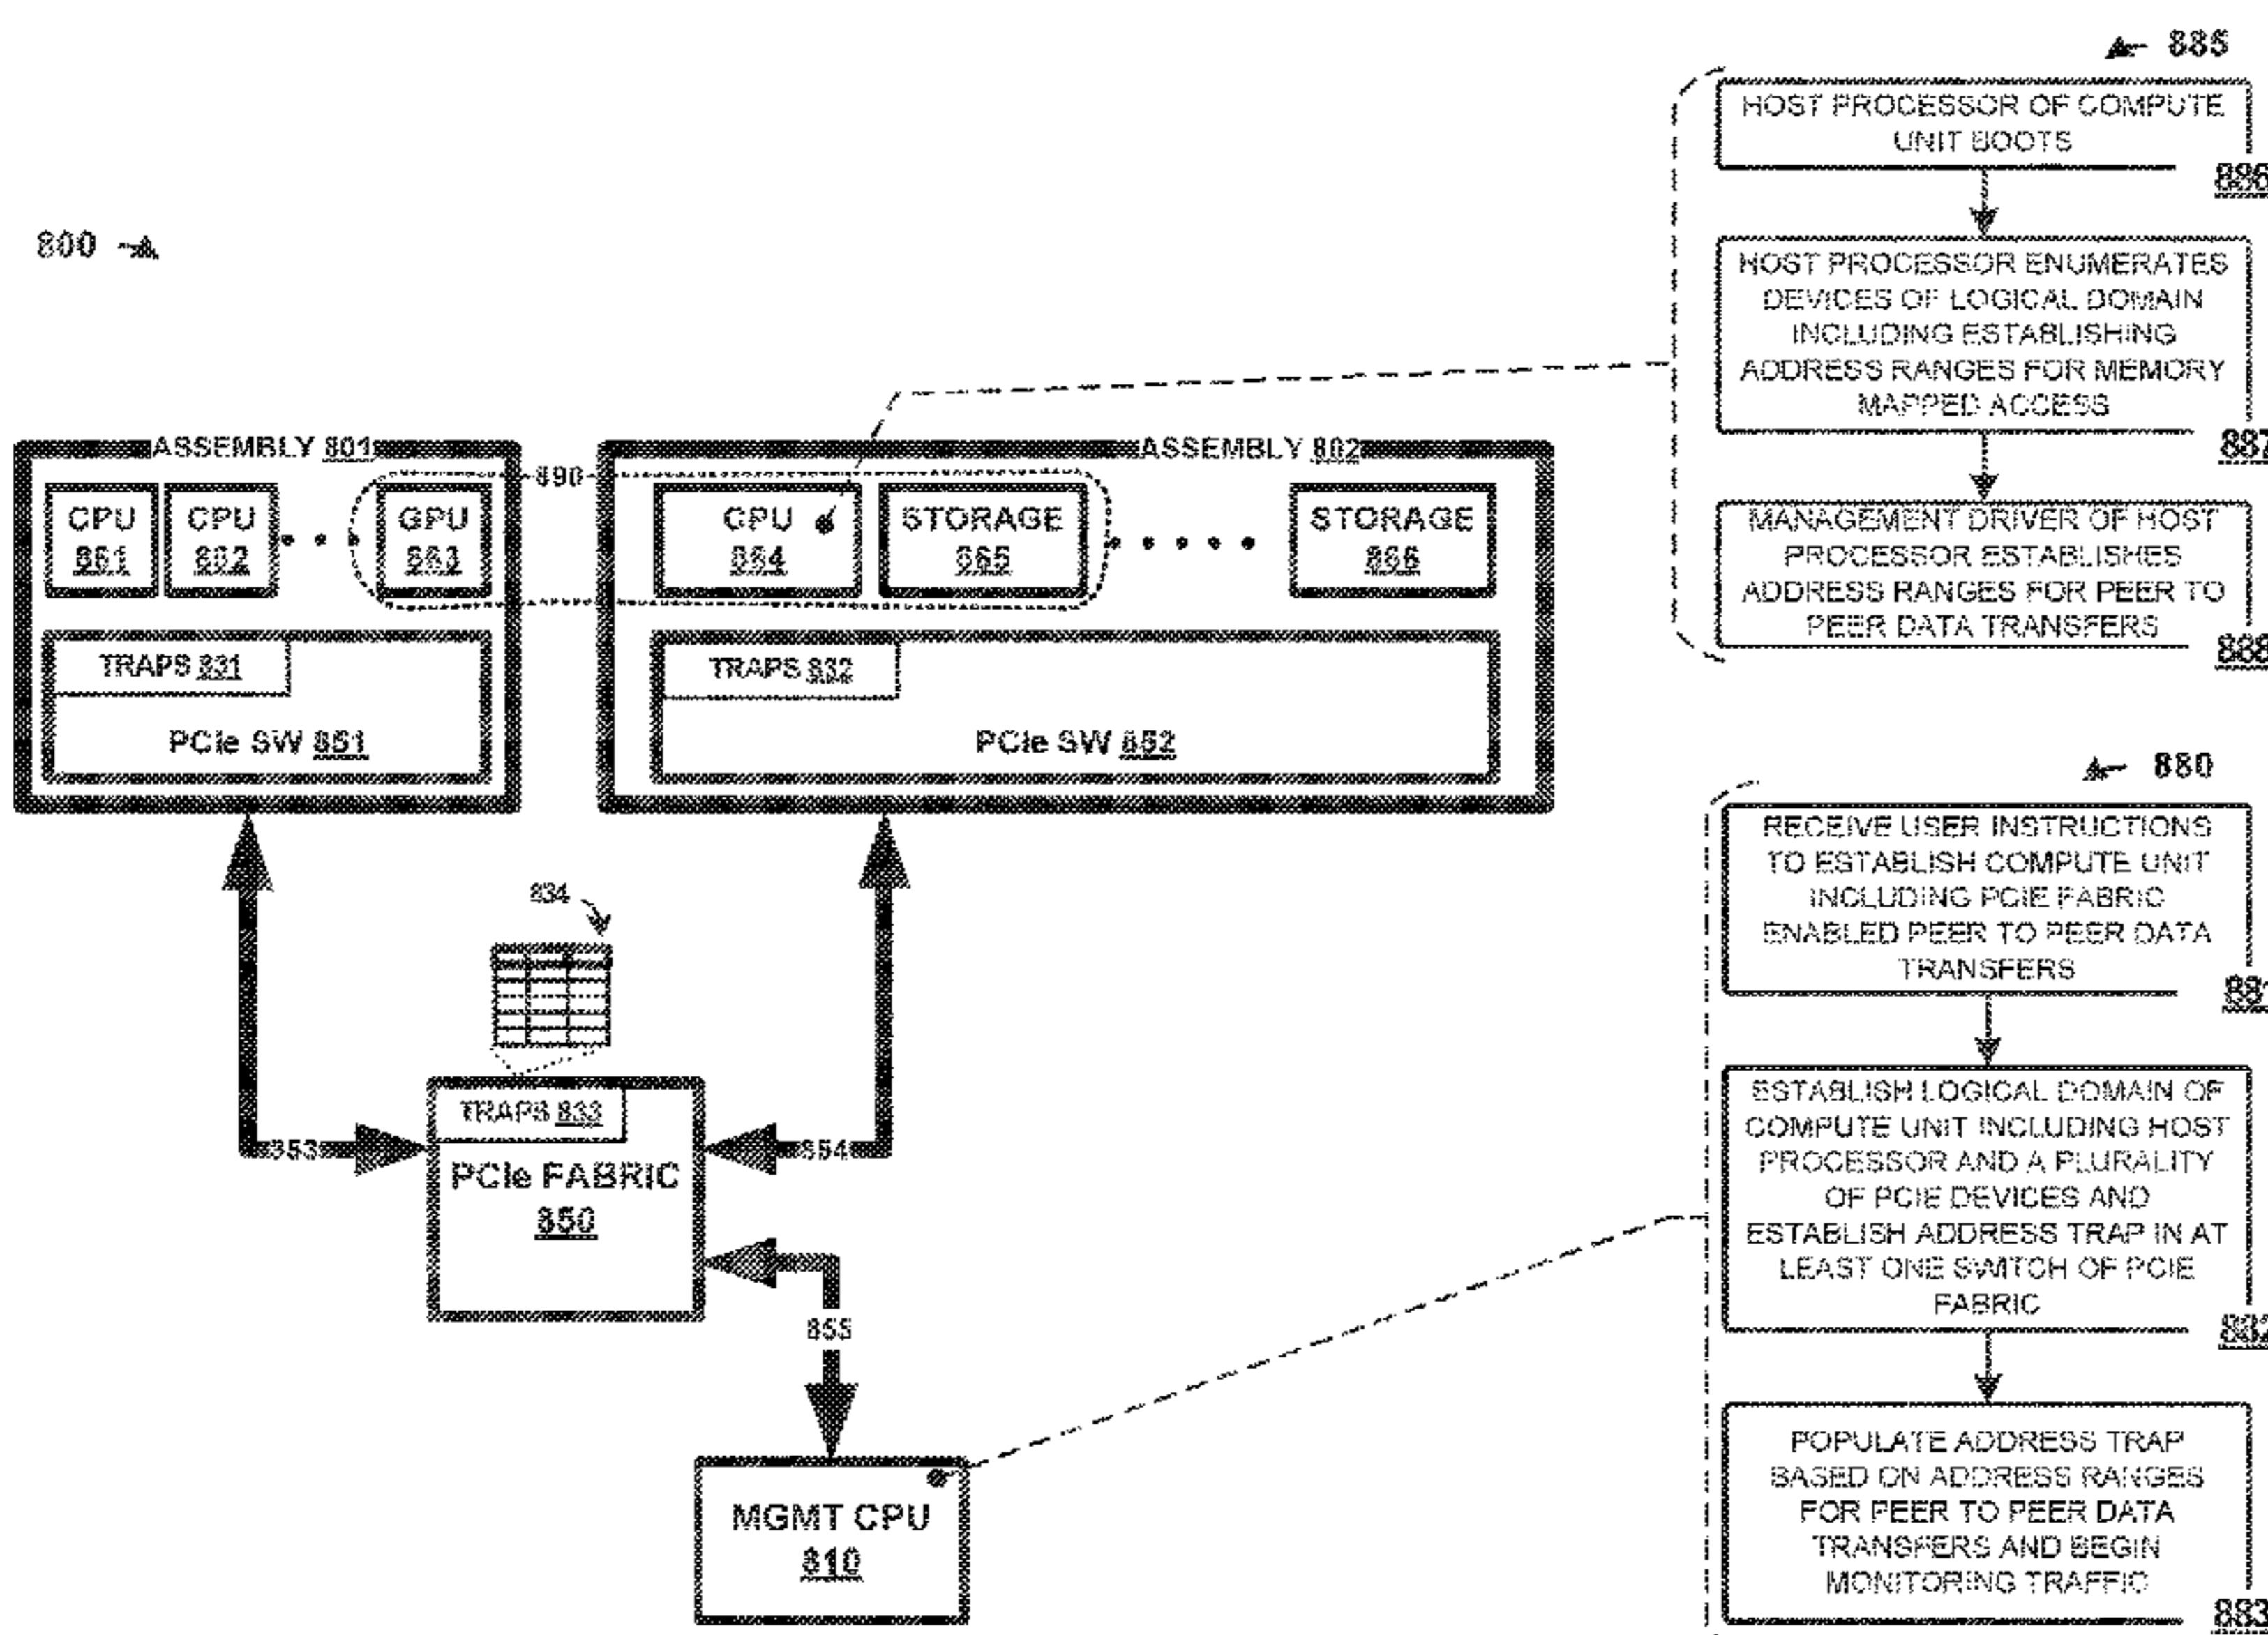 800
ASSEMBLY 801
CPU
861
CPU
862
GPU
863
890
TRAPS 831
PCIe SW 851
ASSEMBLY 802
CPU
864
STORAGE
865
STORAGE
866
TRAPS 832
PCIe SW 852
834
853
TRAPS 833
PCIe FABRIC
850
854
855
MGMT CPU
810
885
HOST PROCESSOR OF COMPUTE
UNIT BOOTS
886
HOST PROCESSOR ENUMERATES
DEVICES OF LOGICAL DOMAIN
INCLUDING ESTABLISHING
ADDRESS RANGES FOR MEMORY
MAPPED ACCESS
887
MANAGEMENT DRIVER OF HOST
PROCESSOR ESTABLISHES
ADDRESS RANGES FOR PEER TO
PEER DATA TRANSFERS
888
880
RECEIVE USER INSTRUCTIONS
TO ESTABLISH COMPUTE UNIT
INCLUDING PCIE FABRIC
ENABLED PEER TO PEER DATA
TRANSFERS
881
ESTABLISH LOGICAL DOMAIN OF
COMPUTE UNIT INCLUDING HOST
PROCESSOR AND A PLURALITY
OF PCIE DEVICES AND
ESTABLISH ADDRESS TRAP IN AT
LEAST ONE SWITCH OF PCIE
FABRIC
882
POPULATE ADDRESS TRAP
BASED ON ADDRESS RANGES
FOR PEER TO PEER DATA
TRANSFERS AND BEGIN
MONITORING TRAFFIC
883